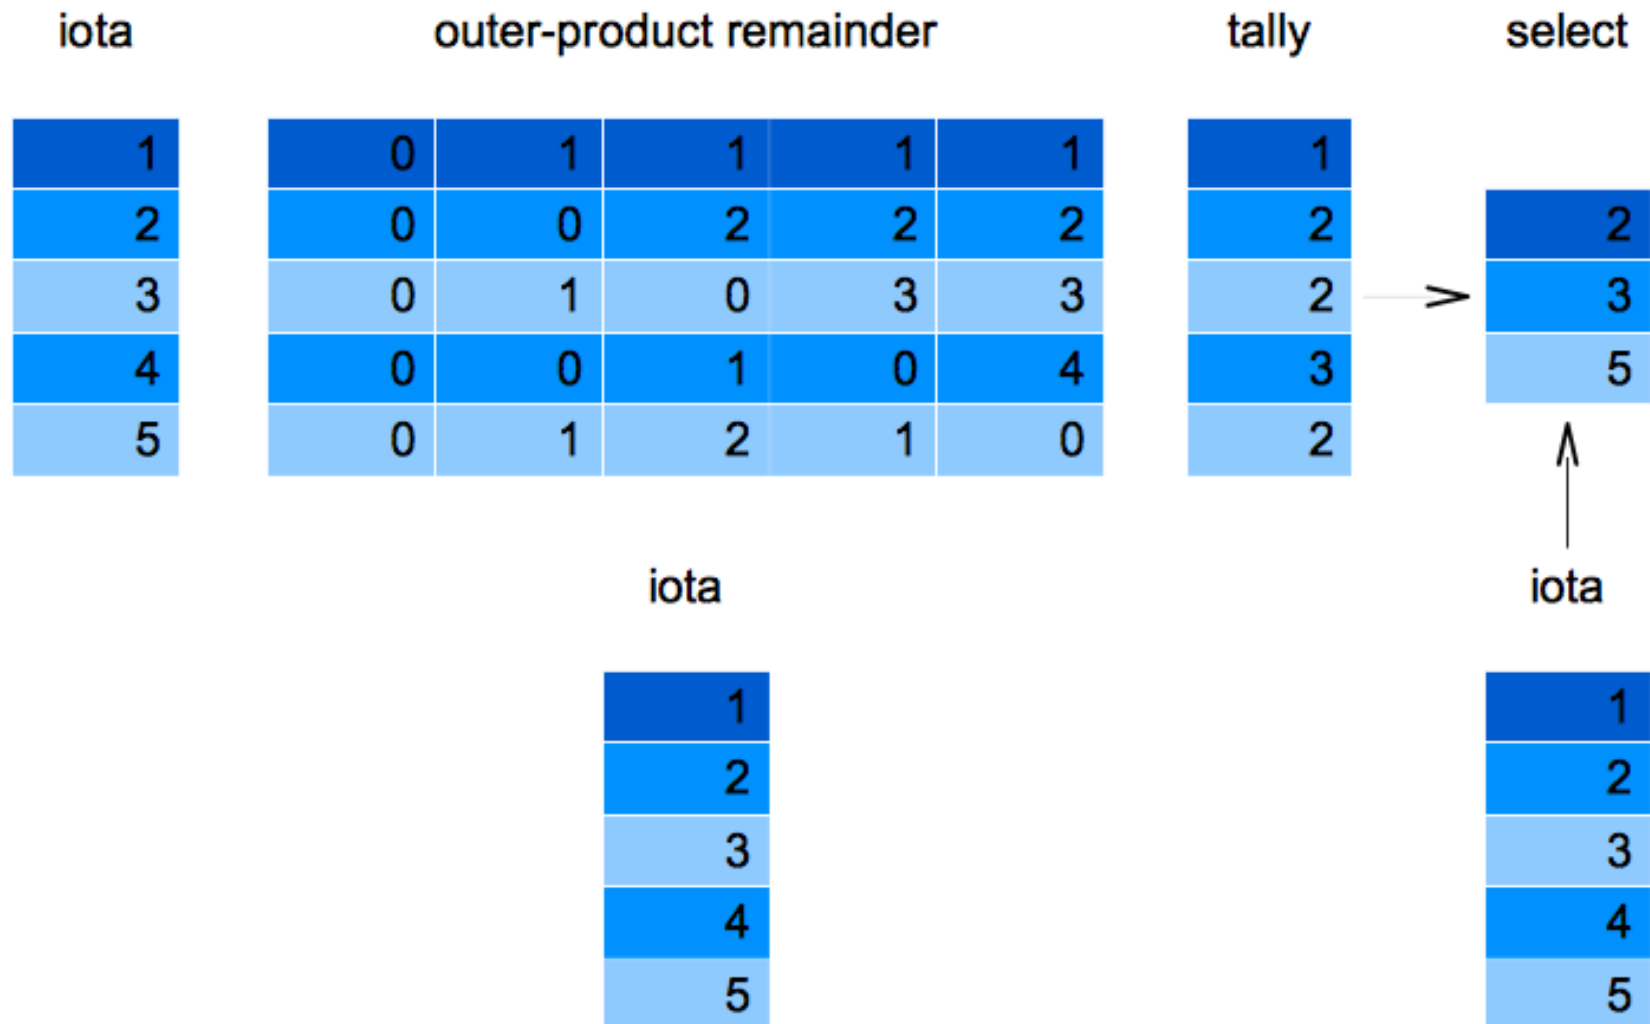 iota outer-product remainder tally select
1 0 1 1 1 1 1
2 0 0 2 2 2 2 2
3 0 1 0 3 3 2 3
4 0 0 1 0 4 3 5
5 0 1 2 1 0 2
iota iota
1 1
2 2
3 3
4 4
5 5